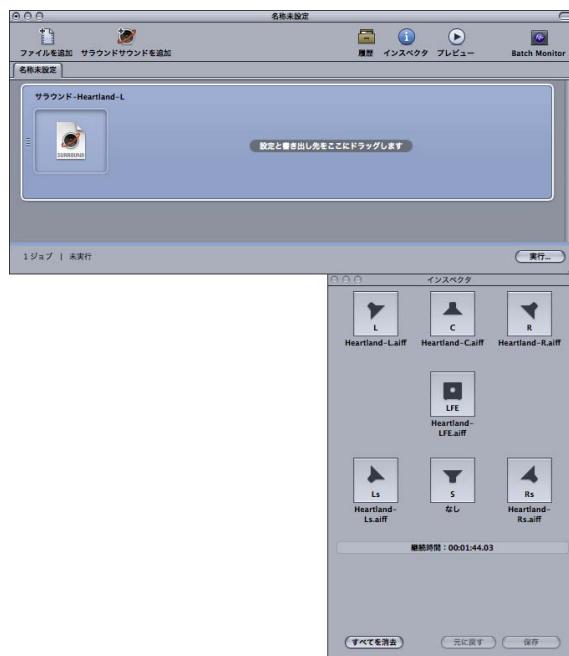 名称未設定
ファイルを追加 サラウンドサウンドを追加 履歴 インスペクタ プレビュー Batch Monitor
名称未設定
サラウンド-Heartland-L
SURROUND
設定と書き出し先をここにドラッグします
1 ジョブ | 未実行
実行...
インスペクタ
L C R
Heartland-L.aiff Heartland-C.aiff Heartland-R.aiff
LFE
Heartland-
LFE.aiff
Ls S Rs
Heartland- なし Heartland-
Ls.aiff Rs.aiff
継続時間：00:01:44.03
すべてを消去 元に戻す 保存